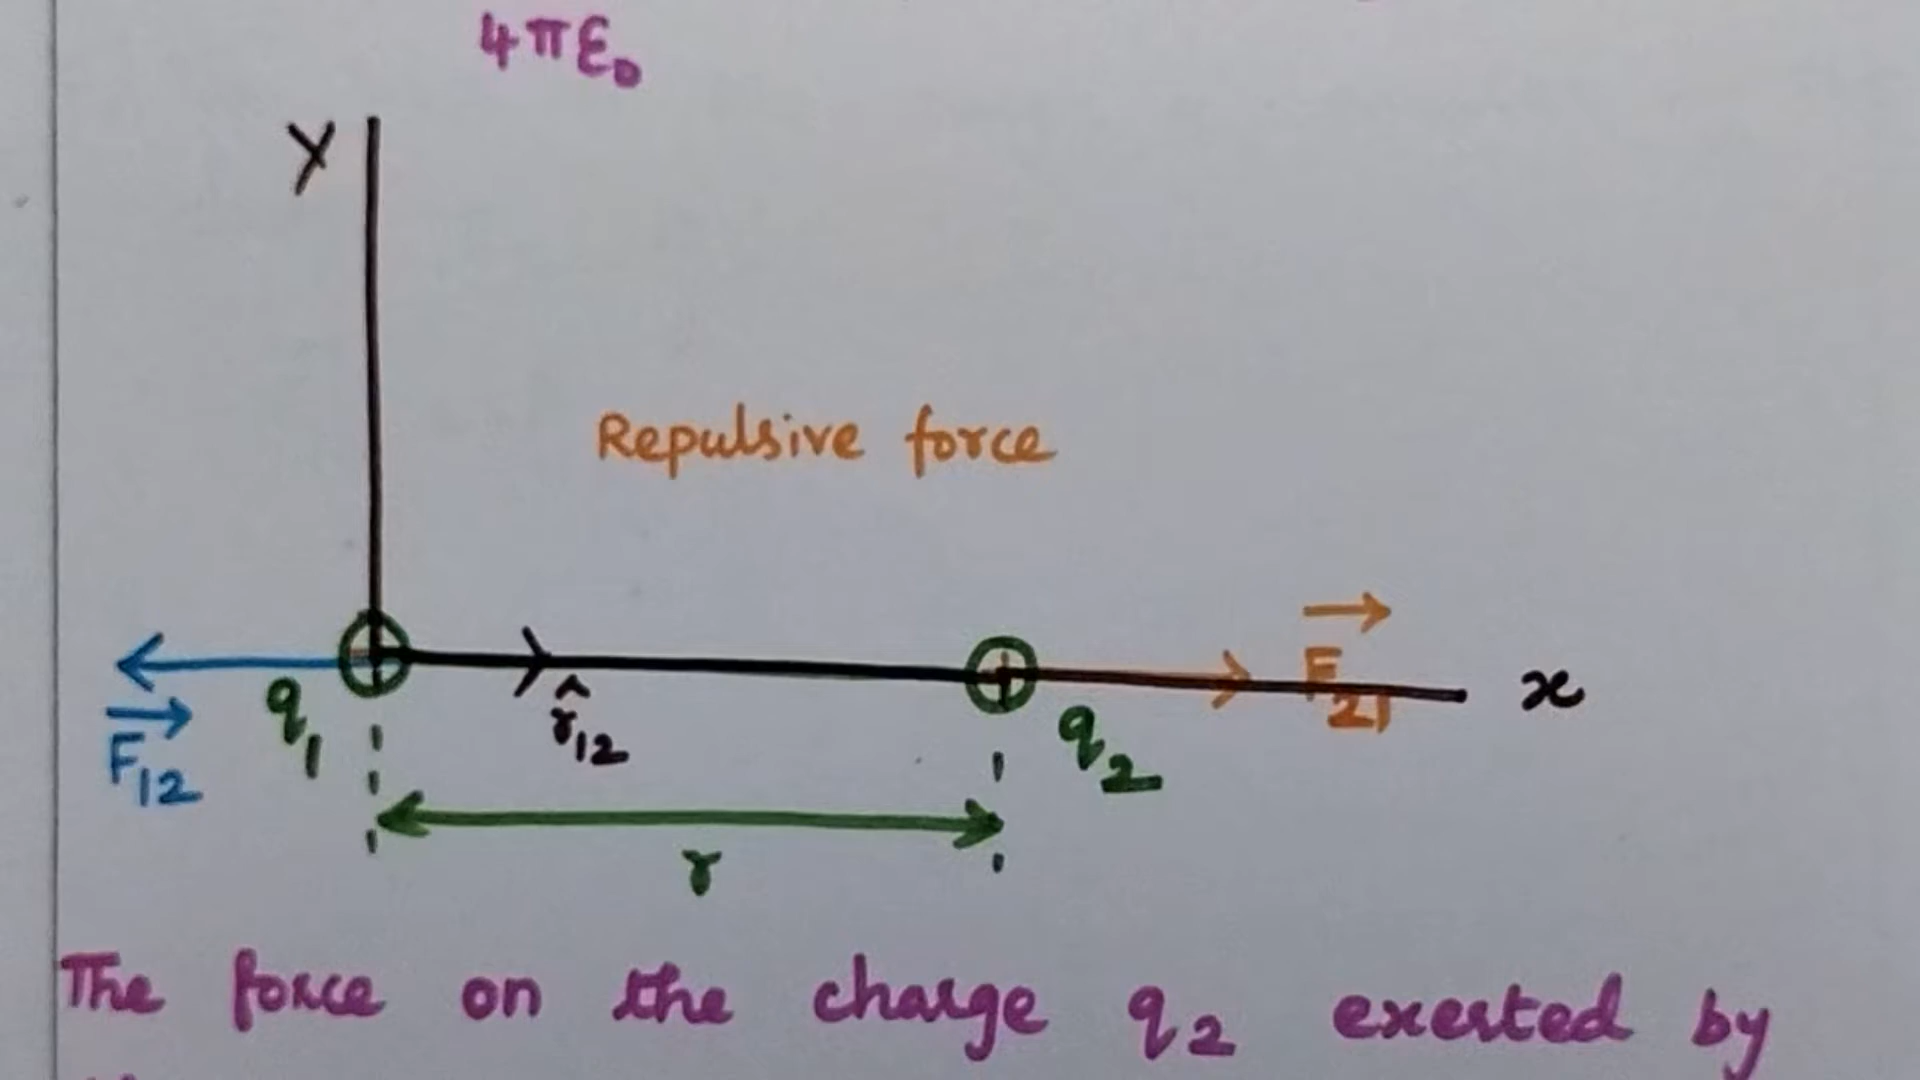 4πε₀
Y
Repulsive force
F₂₁
x
r̂₁₂
q₁
q₂
F₁₂
r
The force on the charge q₂ exerted by